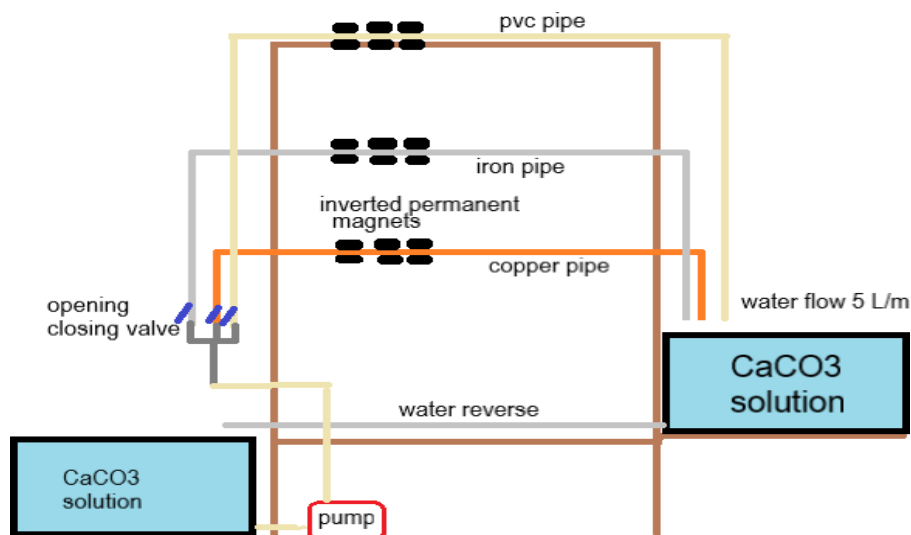 pvc pipe
iron pipe
inverted permanent
magnets
copper pipe
opening
closing valve
water flow 5 L/m
CaCO3
solution
water reverse
CaCO3
solution
pump